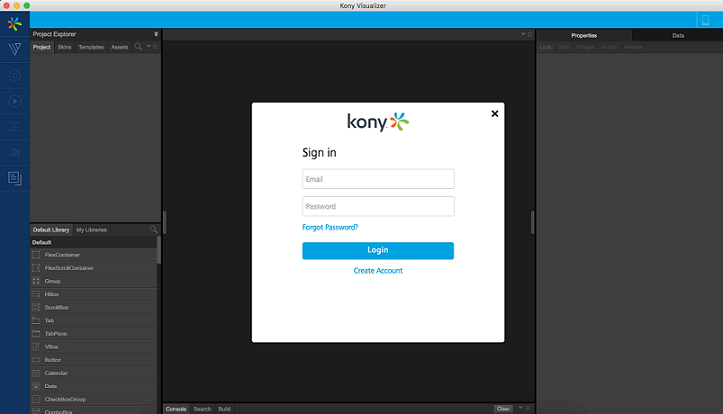 Kony Visualizer
Project Explorer
Project Skins Templates Assets
Properties Data
Look Skin Widget Action Preview
kony
Sign in
Email
Password
Forgot Password?
Login
Create Account
Default Library My Libraries
Default
FlexContainer
FlexScrollContainer
Group
HBox
ScrollBox
Tab
TabPane
VBox
Button
Calendar
Date
CheckBoxGroup
ComboBox
Console Search Build
Clear